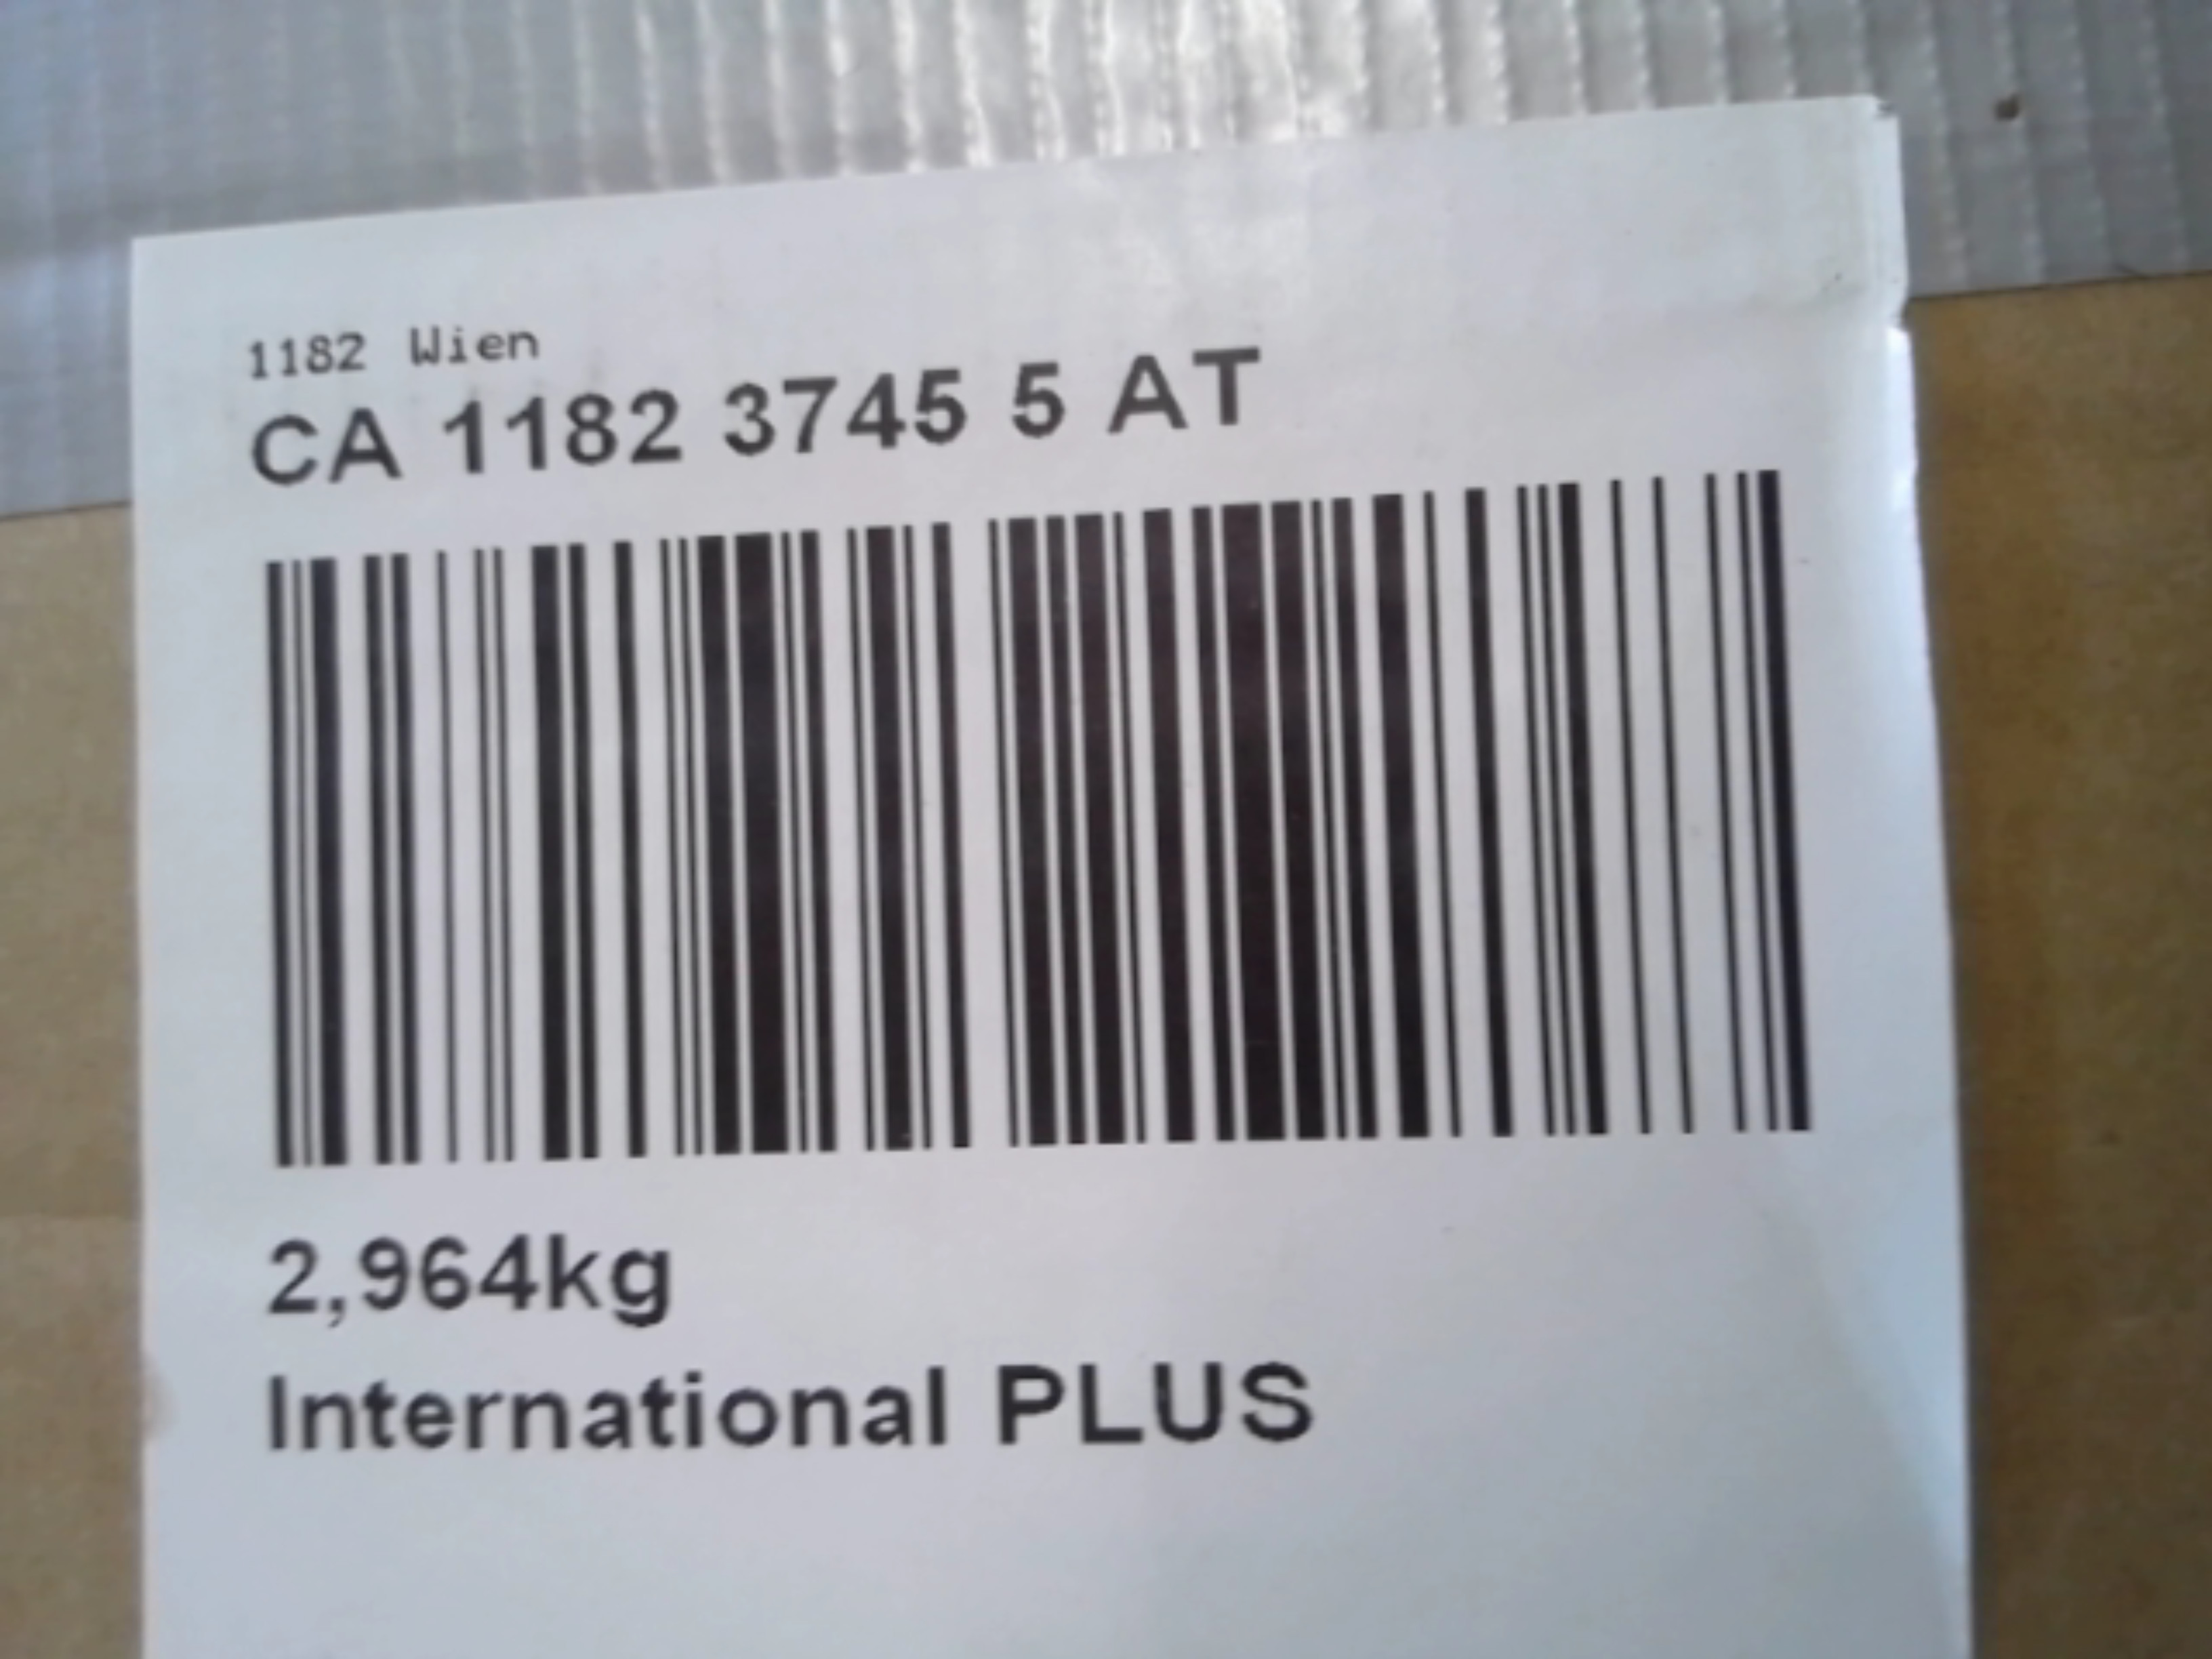 1182 Wien
CA 1182 3745 5 AT
2,964kg
International PLUS